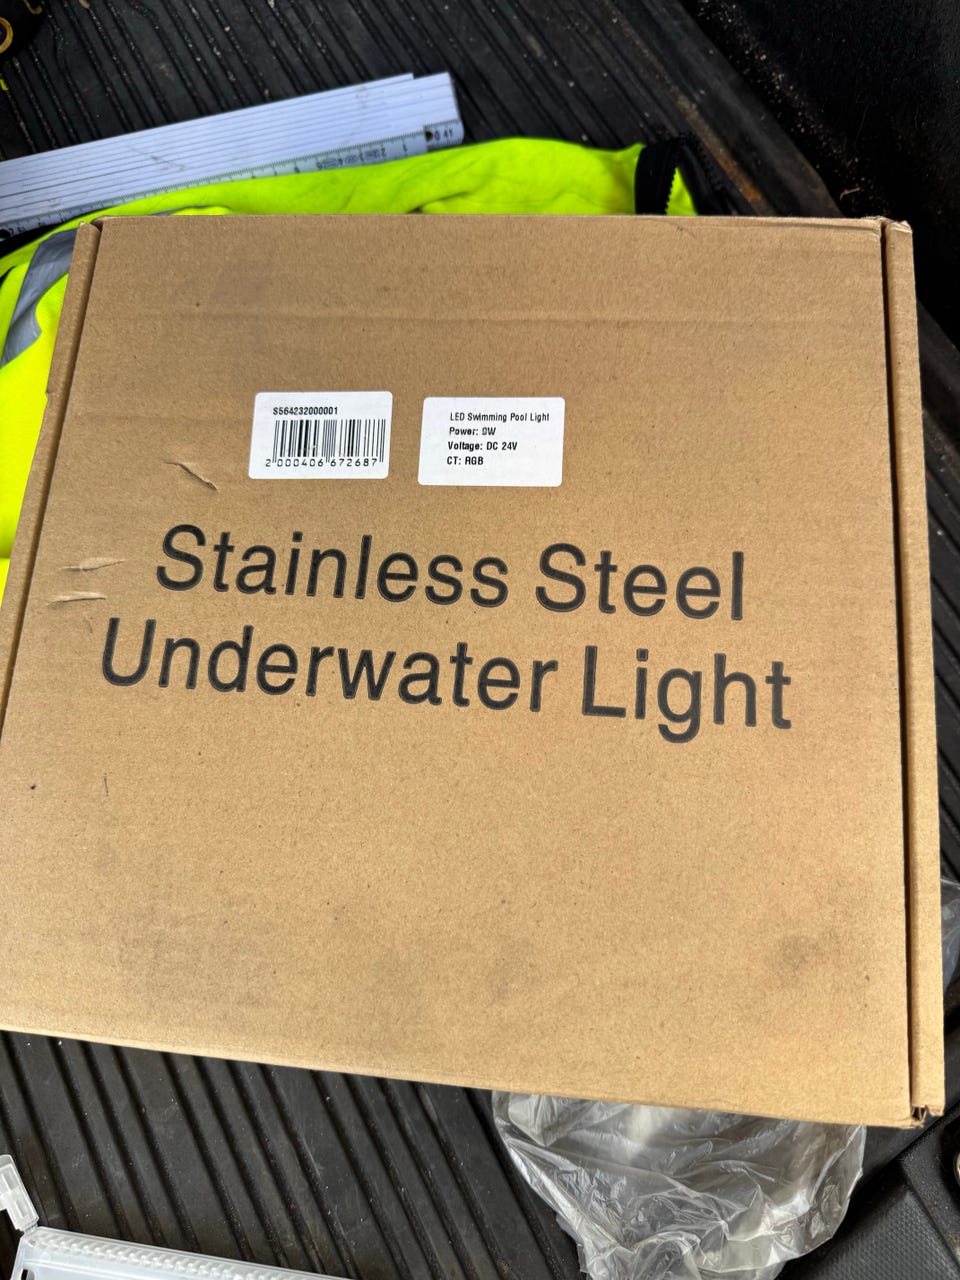 S564232000001
2 000406 672687
LED Swimming Pool Light
Power: 9W
Voltage: DC 24V
CT: RGB
Stainless Steel
Underwater Light